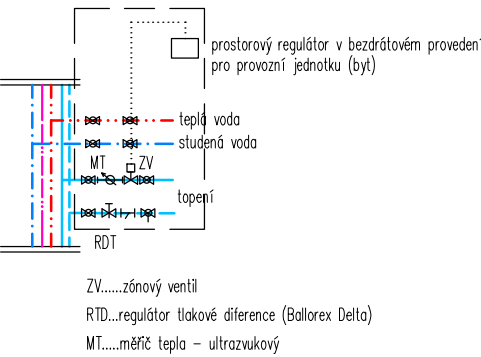 prostorový regulátor v bezdrátovém provedení
pro provozní jednotku (byt)
teplá voda
studená voda
MT ZV
topení
RDT
ZV......zónový ventil
RTD...regulátor tlakové diference (Ballorex Delta)
MT.....měřič tepla – ultrazvukový